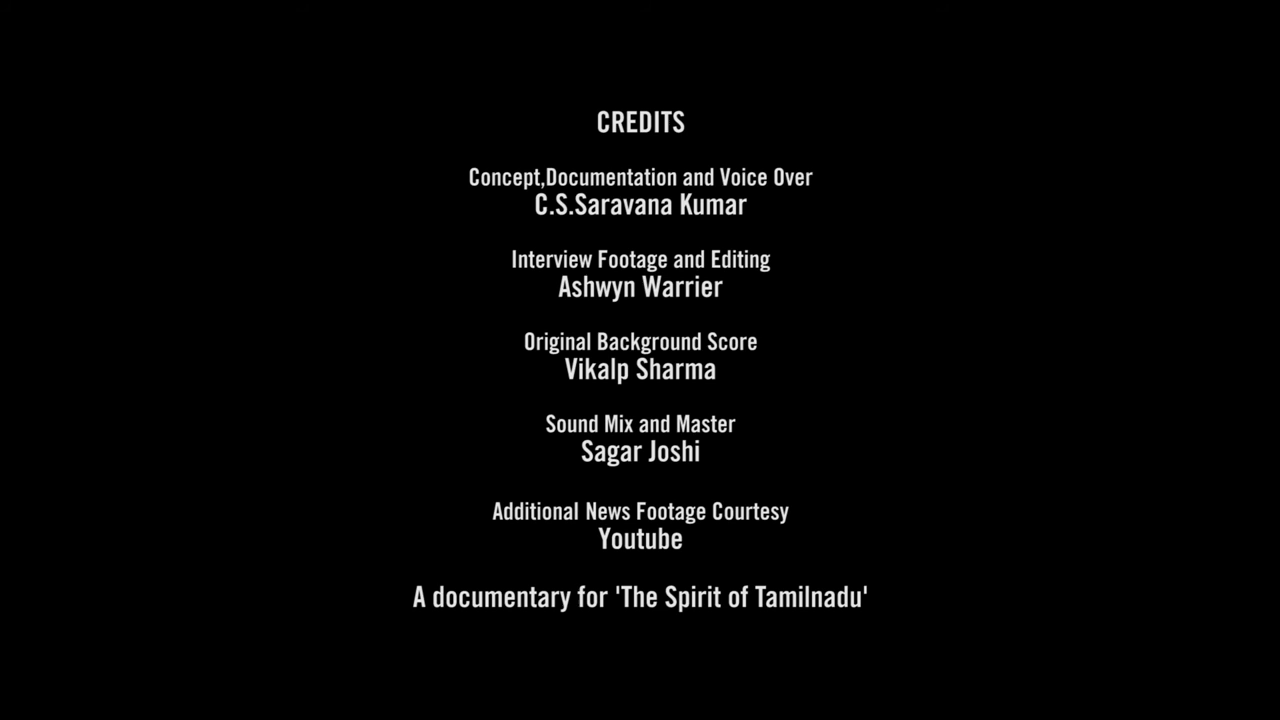 CREDITS
Concept,Documentation and Voice Over
C.S.Saravana Kumar
Interview Footage and Editing
Ashwyn Warrier
Original Background Score
Vikalp Sharma
Sound Mix and Master
Sagar Joshi
Additional News Footage Courtesy
Youtube
A documentary for 'The Spirit of Tamilnadu'